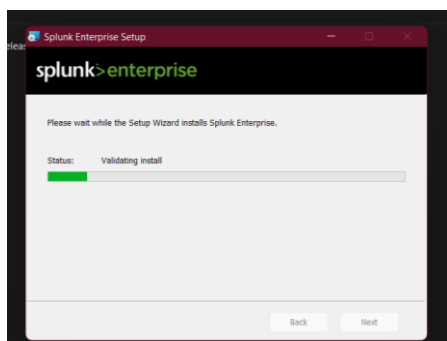 elea
Splunk Enterprise Setup
splunk>enterprise
Please wait while the Setup Wizard installs Splunk Enterprise.
Status: Validating install
Back Next